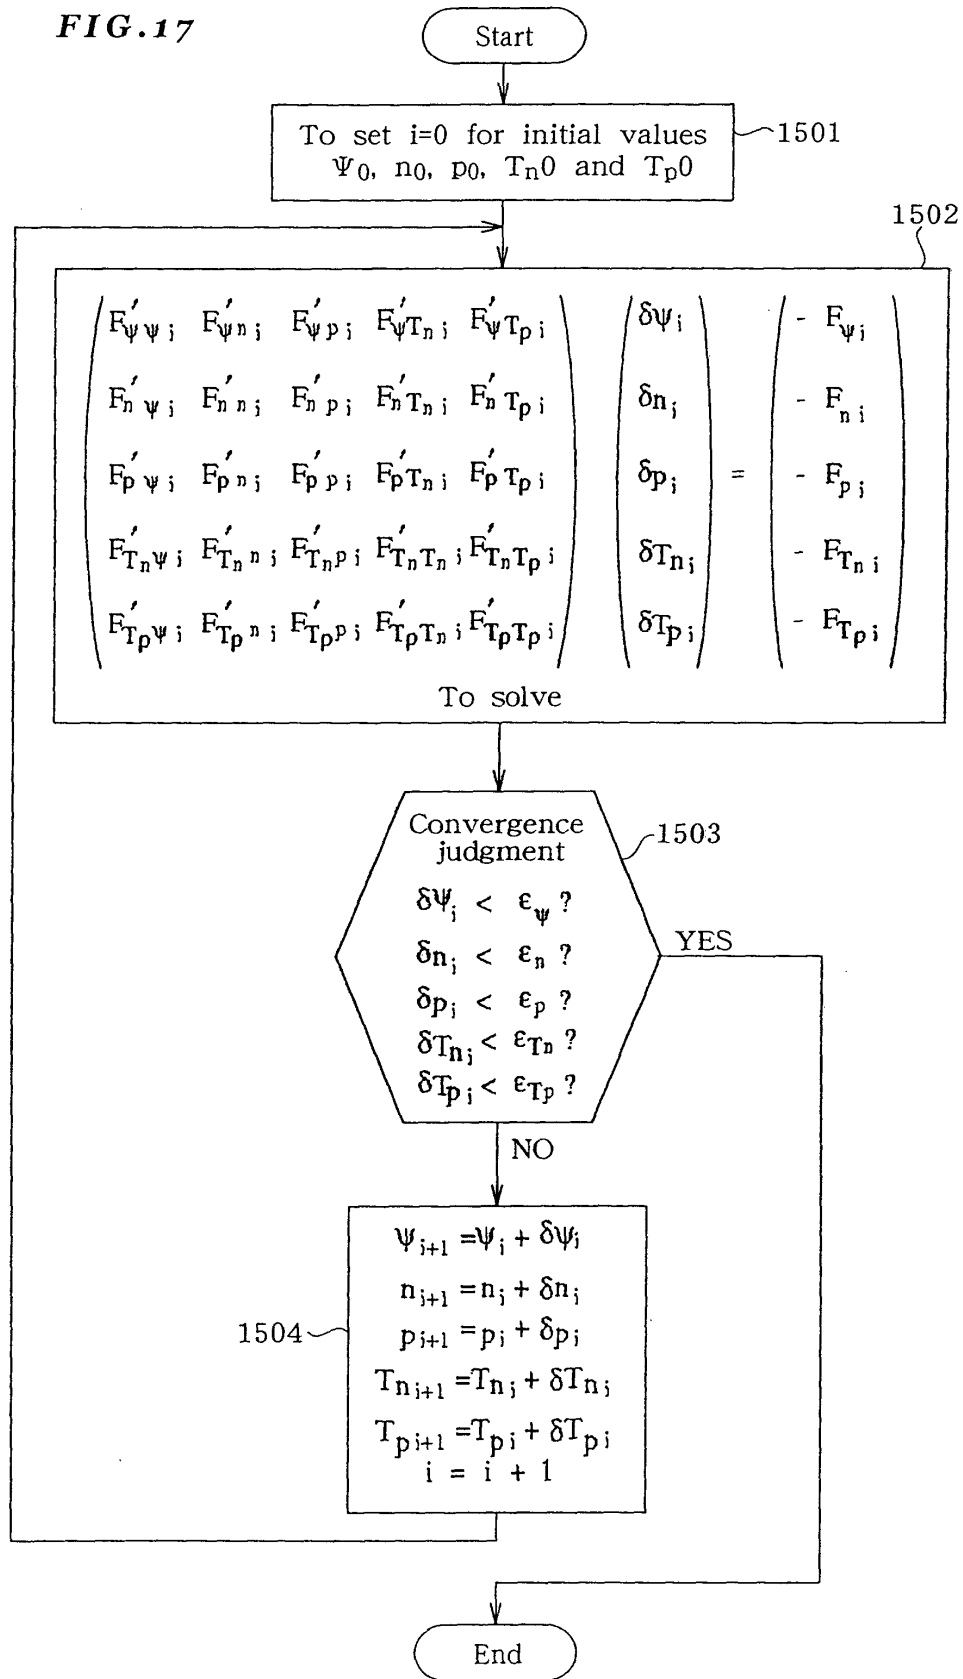 FIG.17
Start
To set i=0 for initial values
Ψ₀, n₀, p₀, Tₙ0 and Tₚ0
1501
1502
F'ψψi F'ψni F'ψpi F'ψTni F'ψTpi δψi - Fψi
F'nψi F'nni F'npi F'nTni F'nTpi δni - Fni
F'pψi F'pni F'ppi F'pTni F'pTpi δpi = - Fpi
F'Tnψi F'Tnni F'Tnpi F'TnTni F'TnTpi δTni - FTni
F'Tpψi F'Tpni F'Tppi F'TpTni F'TpTpi δTpi - FTpi
To solve
Convergence
judgment
1503
δψi < εψ ?
δni < εn ?
δpi < εp ?
δTni < εTn ?
δTpi < εTp ?
YES
NO
1504
ψi+1 =ψi + δψi
ni+1 =ni + δni
pi+1 =pi + δpi
Tni+1 =Tni + δTni
Tpi+1 =Tpi + δTpi
i = i + 1
End